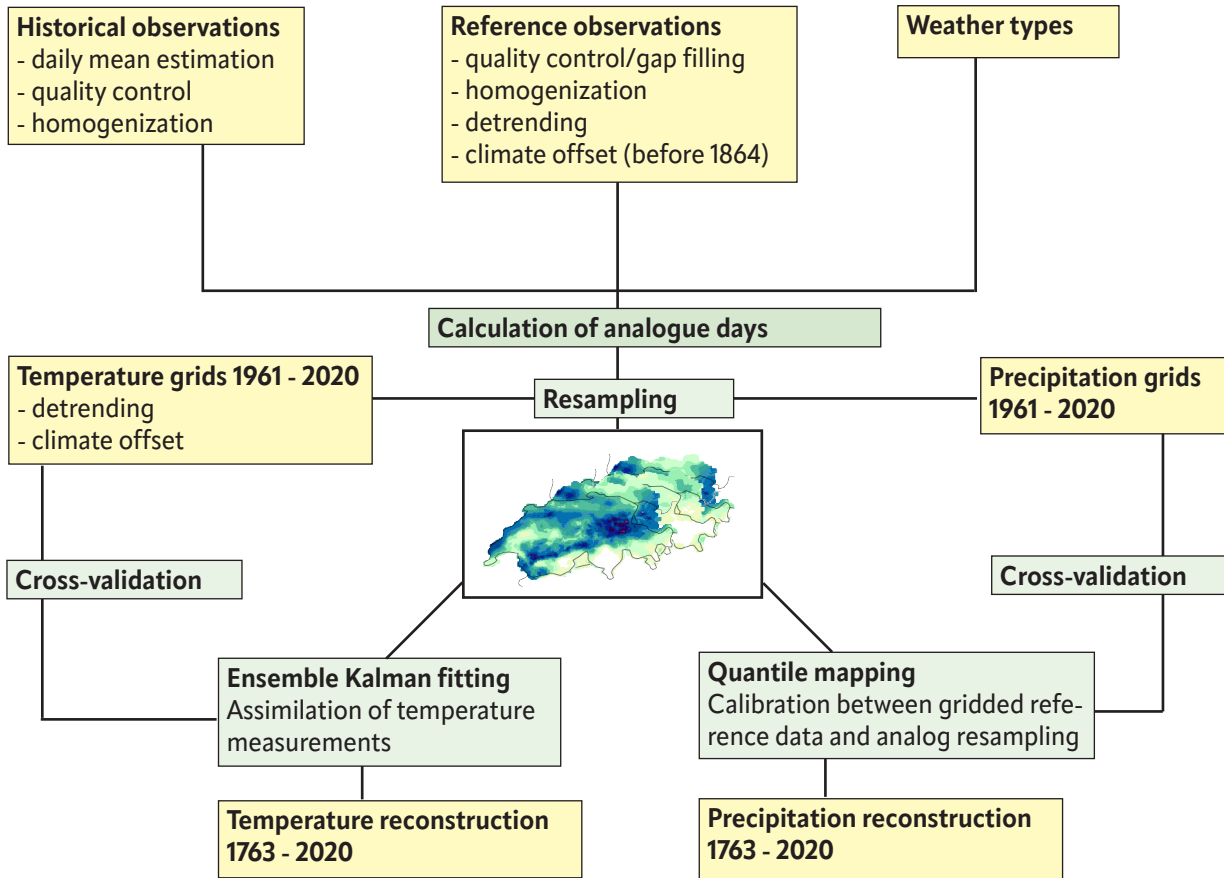 Historical observations
- daily mean estimation
- quality control
- homogenization
Reference observations
- quality control/gap filling
- homogenization
- detrending
- climate offset (before 1864)
Weather types
Calculation of analogue days
Temperature grids 1961 - 2020
- detrending
- climate offset
Resampling
Precipitation grids
1961 - 2020
Cross-validation
Cross-validation
Ensemble Kalman fitting
Assimilation of temperature
measurements
Quantile mapping
Calibration between gridded refe-
rence data and analog resampling
Temperature reconstruction
1763 - 2020
Precipitation reconstruction
1763 - 2020